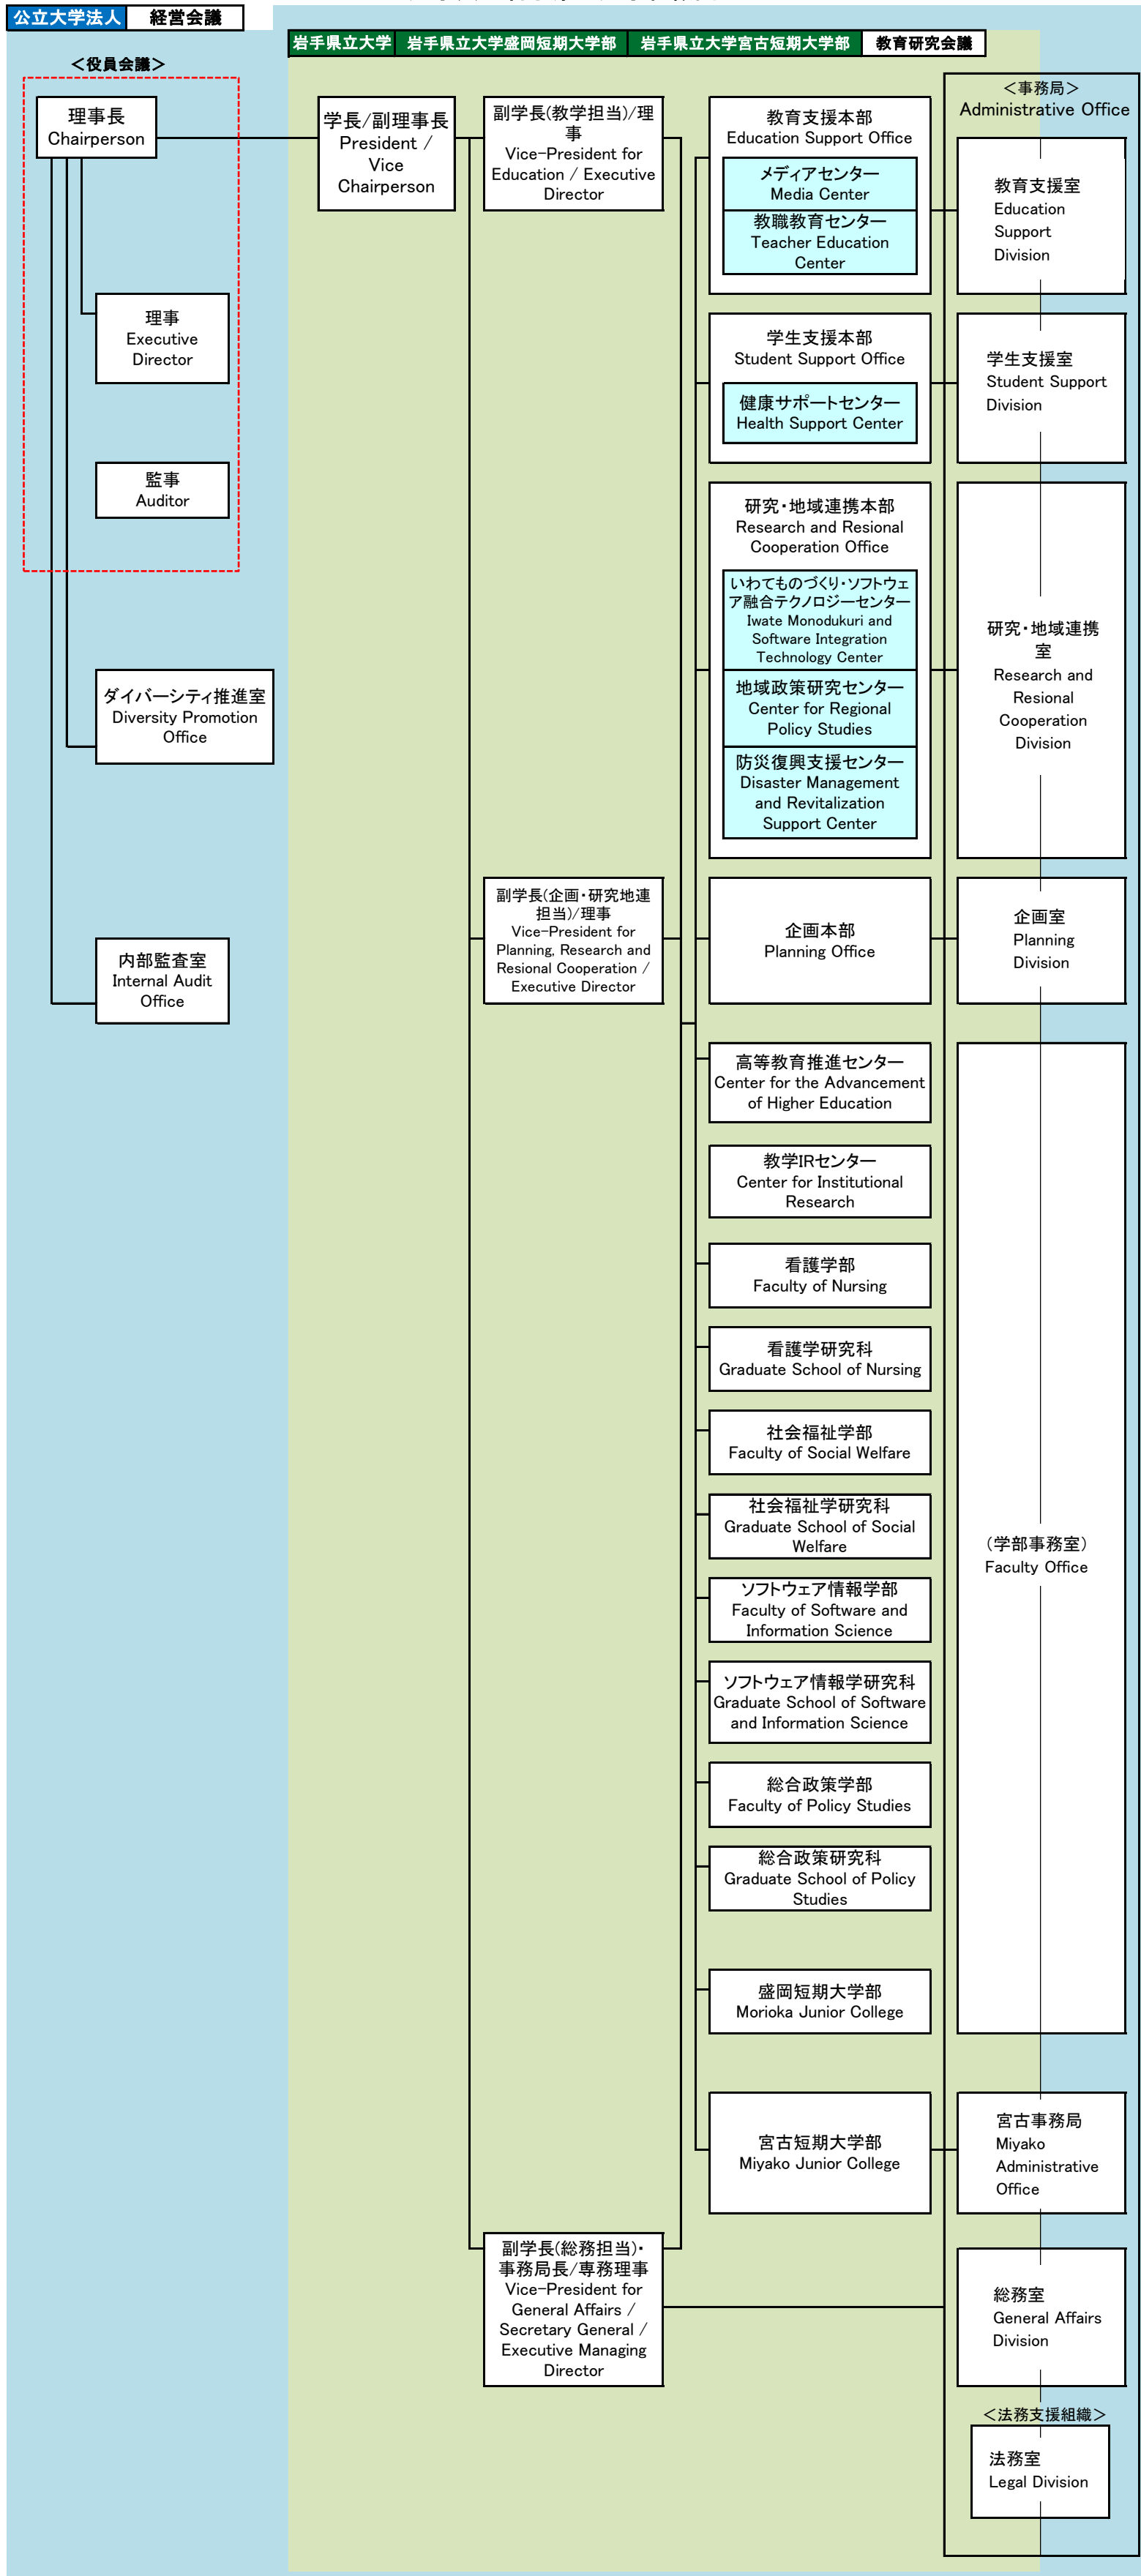 公立大学法人
経営会議
岩手県立大学
岩手県立大学盛岡短期大学部
岩手県立大学宮古短期大学部
教育研究会議
＜役員会議＞
理事長
Chairperson
理事
Executive
Director
監事
Auditor
ダイバーシティ推進室
Diversity Promotion
Office
内部監査室
Internal Audit
Office
学長/副理事長
President /
Vice
Chairperson
副学長(教学担当)/理
事
Vice-President for
Education / Executive
Director
副学長(企画・研究地連
担当)/理事
Vice-President for
Planning, Research and
Resional Cooperation /
Executive Director
副学長(総務担当)・
事務局長/専務理事
Vice-President for
General Affairs /
Secretary General /
Executive Managing
Director
教育支援本部
Education Support Office
メディアセンター
Media Center
教職教育センター
Teacher Education
Center
学生支援本部
Student Support Office
健康サポートセンター
Health Support Center
研究・地域連携本部
Research and Resional
Cooperation Office
いわてものづくり・ソフトウェ
ア融合テクノロジーセンター
Iwate Monodukuri and
Software Integration
Technology Center
地域政策研究センター
Center for Regional
Policy Studies
防災復興支援センター
Disaster Management
and Revitalization
Support Center
企画本部
Planning Office
高等教育推進センター
Center for the Advancement
of Higher Education
教学IRセンター
Center for Institutional
Research
看護学部
Faculty of Nursing
看護学研究科
Graduate School of Nursing
社会福祉学部
Faculty of Social Welfare
社会福祉学研究科
Graduate School of Social
Welfare
ソフトウェア情報学部
Faculty of Software and
Information Science
ソフトウェア情報学研究科
Graduate School of Software
and Information Science
総合政策学部
Faculty of Policy Studies
総合政策研究科
Graduate School of Policy
Studies
盛岡短期大学部
Morioka Junior College
宮古短期大学部
Miyako Junior College
＜事務局＞
Administrative Office
教育支援室
Education
Support
Division
学生支援室
Student Support
Division
研究・地域連携
室
Research and
Resional
Cooperation
Division
企画室
Planning
Division
（学部事務室）
Faculty Office
宮古事務局
Miyako
Administrative
Office
総務室
General Affairs
Division
＜法務支援組織＞
法務室
Legal Division